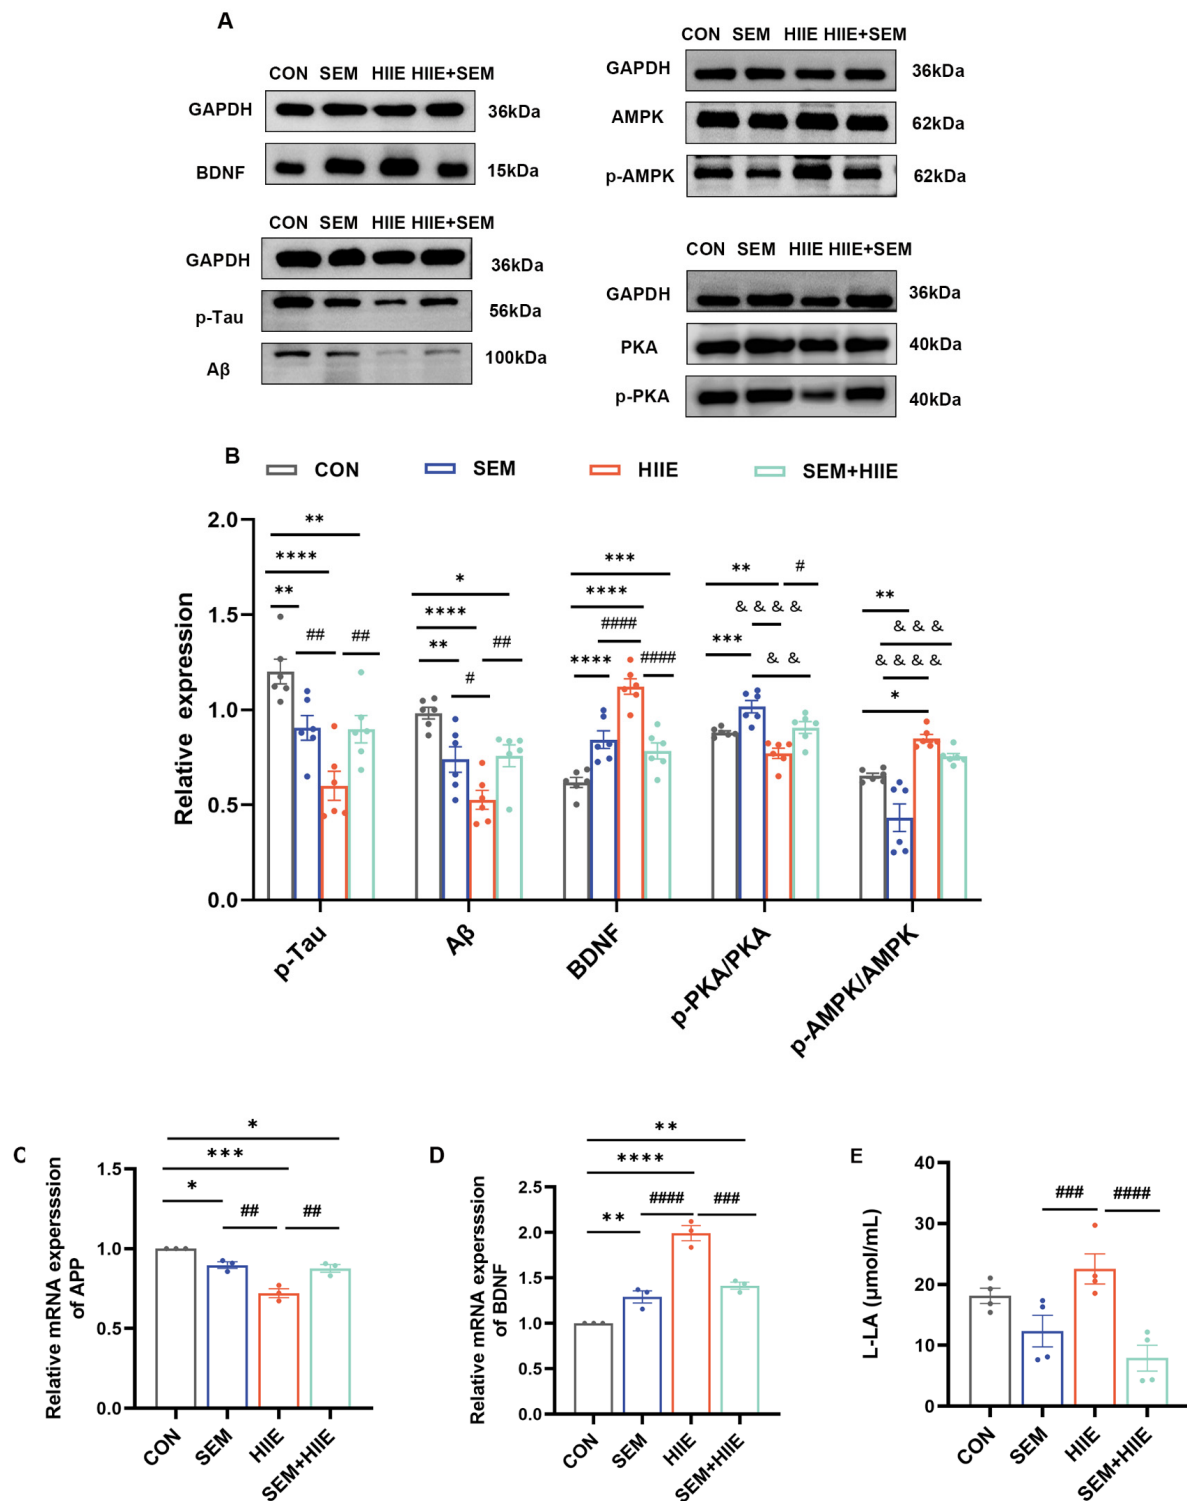 A
CON SEM HIIE HIIE+SEM
GAPDH 36kDa
BDNF 15kDa
CON SEM HIIE HIIE+SEM
GAPDH 36kDa
p-Tau 56kDa
Aβ 100kDa
CON SEM HIIE HIIE+SEM
GAPDH 36kDa
AMPK 62kDa
p-AMPK 62kDa
CON SEM HIIE HIIE+SEM
GAPDH 36kDa
PKA 40kDa
p-PKA 40kDa
B
CON SEM HIIE SEM+HIIE
Relative expression
2.0
1.5
1.0
0.5
0.0
**
****
**
##
##
*
****
**
#
##
***
****
####
****
####
**
#
& & & &
***
& &
**
& & &
& & & &
*
p-Tau
Aβ
BDNF
p-PKA/PKA
p-AMPK/AMPK
C
Relative mRNA expersssion
of APP
1.5
1.0
0.5
0.0
*
***
*
##
##
CON
SEM
HIIE
SEM+HIIE
D
Relative mRNA expersssion
of BDNF
2.5
2.0
1.5
1.0
0.5
0.0
**
****
####
###
**
CON
SEM
HIIE
SEM+HIIE
E
L-LA (μmol/mL)
40
30
20
10
0
###
####
CON
SEM
HIIE
SEM+HIIE